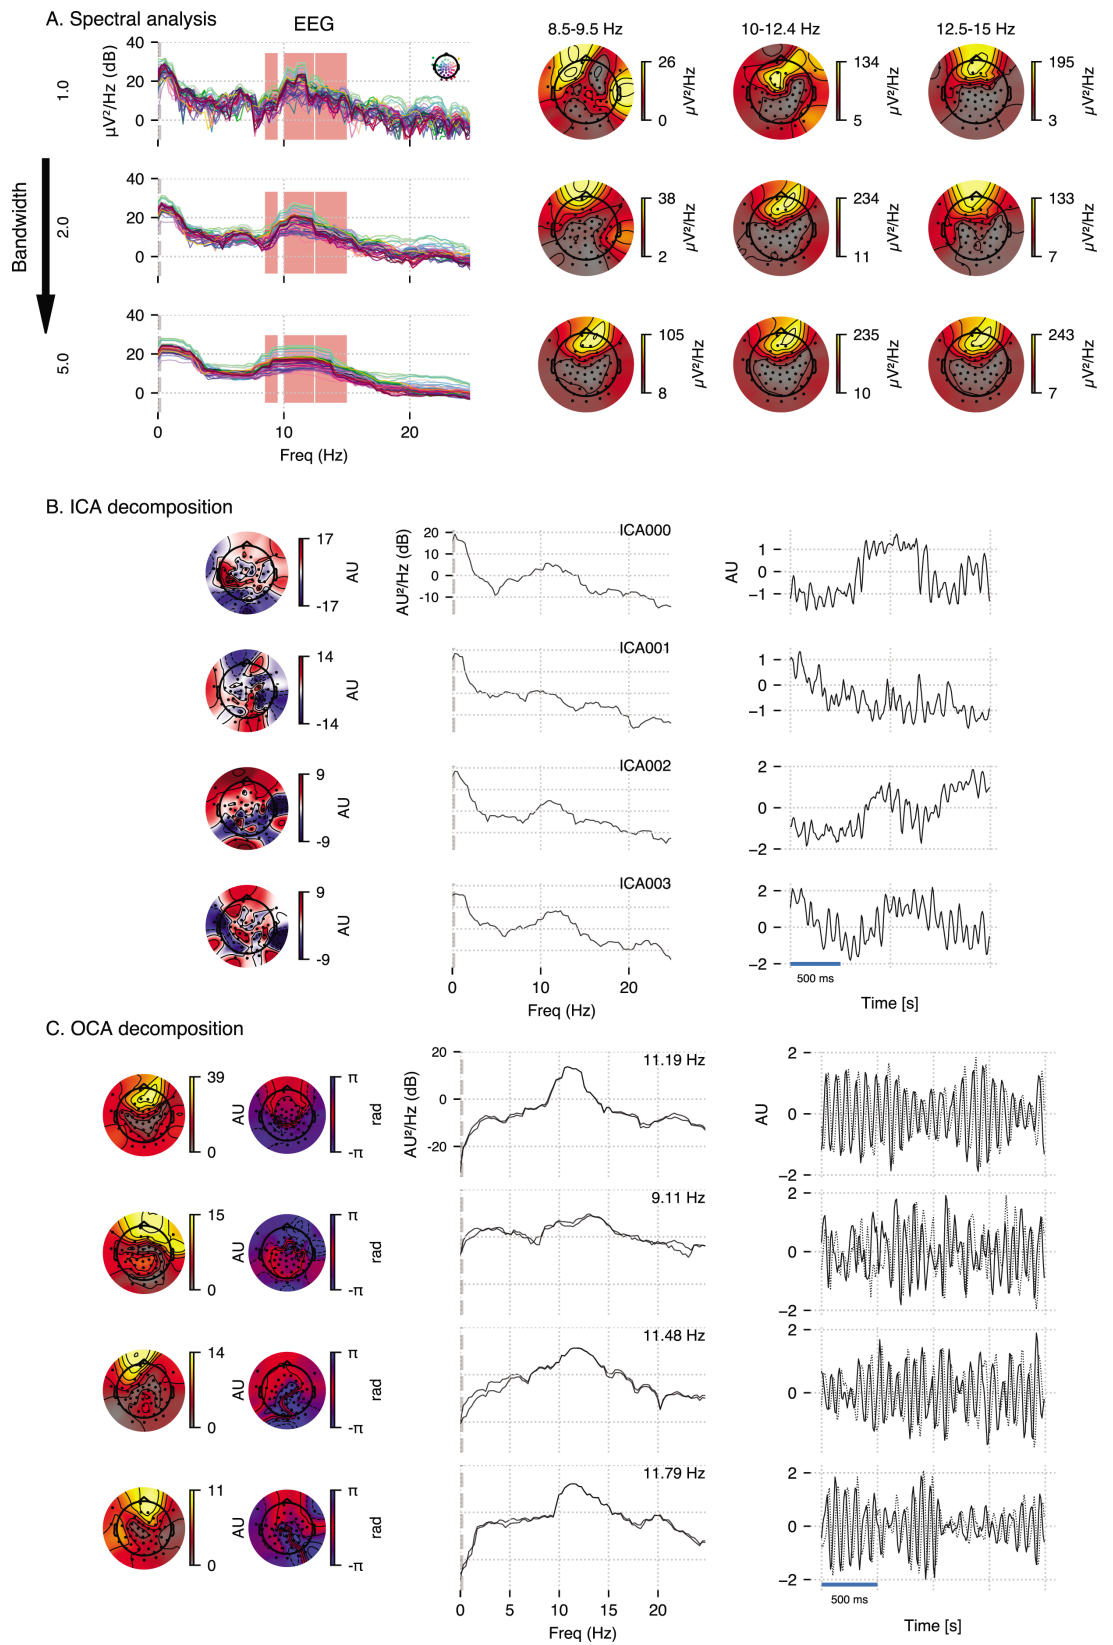 A. Spectral analysis
EEG
8.5-9.5 Hz
10-12.4 Hz
12.5-15 Hz
Bandwidth
1.0
µV²/Hz (dB)
40
20
0
26
0
µV²/Hz
134
5
µV²/Hz
195
3
µV²/Hz
2.0
40
20
0
38
2
µV²/Hz
234
11
µV²/Hz
133
7
µV²/Hz
5.0
40
20
0
105
8
µV²/Hz
235
10
µV²/Hz
243
7
µV²/Hz
0
10
20
Freq (Hz)
B. ICA decomposition
17
-17
AU
AU²/Hz (dB)
20
10
0
-10
ICA000
AU
1
0
−1
14
-14
AU
ICA001
1
0
−1
9
-9
AU
ICA002
2
0
−2
9
-9
AU
ICA003
2
0
−2
500 ms
0
10
20
Freq (Hz)
Time [s]
C. OCA decomposition
39
0
AU
π
-π
rad
AU²/Hz (dB)
20
0
-20
11.19 Hz
AU
2
0
−2
15
0
AU
π
-π
rad
9.11 Hz
2
0
−2
14
0
AU
π
-π
rad
11.48 Hz
2
0
11
0
AU
π
-π
rad
11.79 Hz
2
0
−2
500 ms
0
5
10
15
20
Freq (Hz)
Time [s]